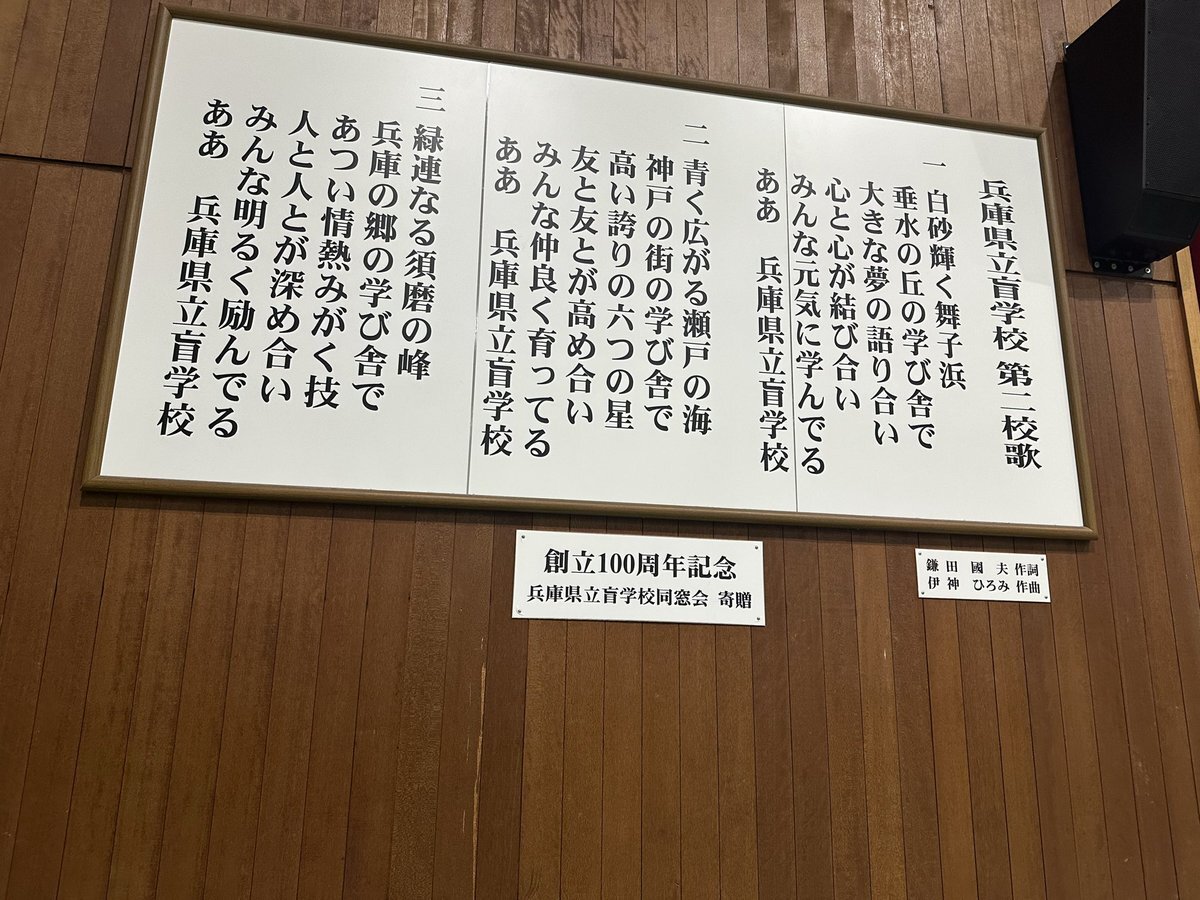 兵庫県立盲学校 第二校歌
一 白砂輝く舞子浜
垂水の丘の学び舎で
大きな夢の語り合い
心と心が結び合い
みんな元気に学んでる
ああ 兵庫県立盲学校
二 青く広がる瀬戸の海
神戸の街の学び舎で
高い誇りの六つの星
友と友とが高め合い
みんな仲良く育ってる
ああ 兵庫県立盲学校
三 緑連なる須磨の峰
兵庫の郷の学び舎で
あつい情熱みがく技
人と人とが深め合い
みんな明るく励んでる
ああ 兵庫県立盲学校
創立100周年記念
兵庫県立盲学校同窓会 寄贈
鎌田 國夫 作詞
伊神 ひろみ 作曲